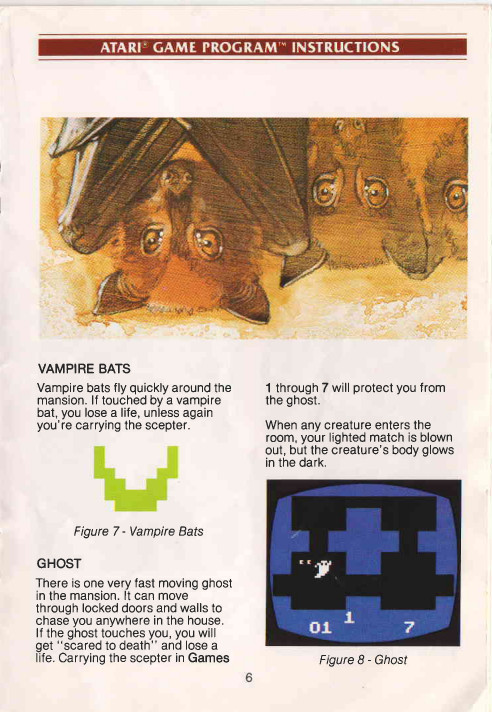 ATARI® GAME PROGRAM™ INSTRUCTIONS
VAMPIRE BATS
Vampire bats fly quickly around the
mansion. If touched by a vampire
bat, you lose a life, unless again
you're carrying the scepter.
Figure 7 - Vampire Bats
GHOST
There is one very fast moving ghost
in the mansion. It can move
through locked doors and walls to
chase you anywhere in the house.
If the ghost touches you, you will
get "scared to death" and lose a
life. Carrying the scepter in Games
1 through 7 will protect you from
the ghost.
When any creature enters the
room, your lighted match is blown
out, but the creature's body glows
in the dark.
01 1 7
Figure 8 - Ghost
6